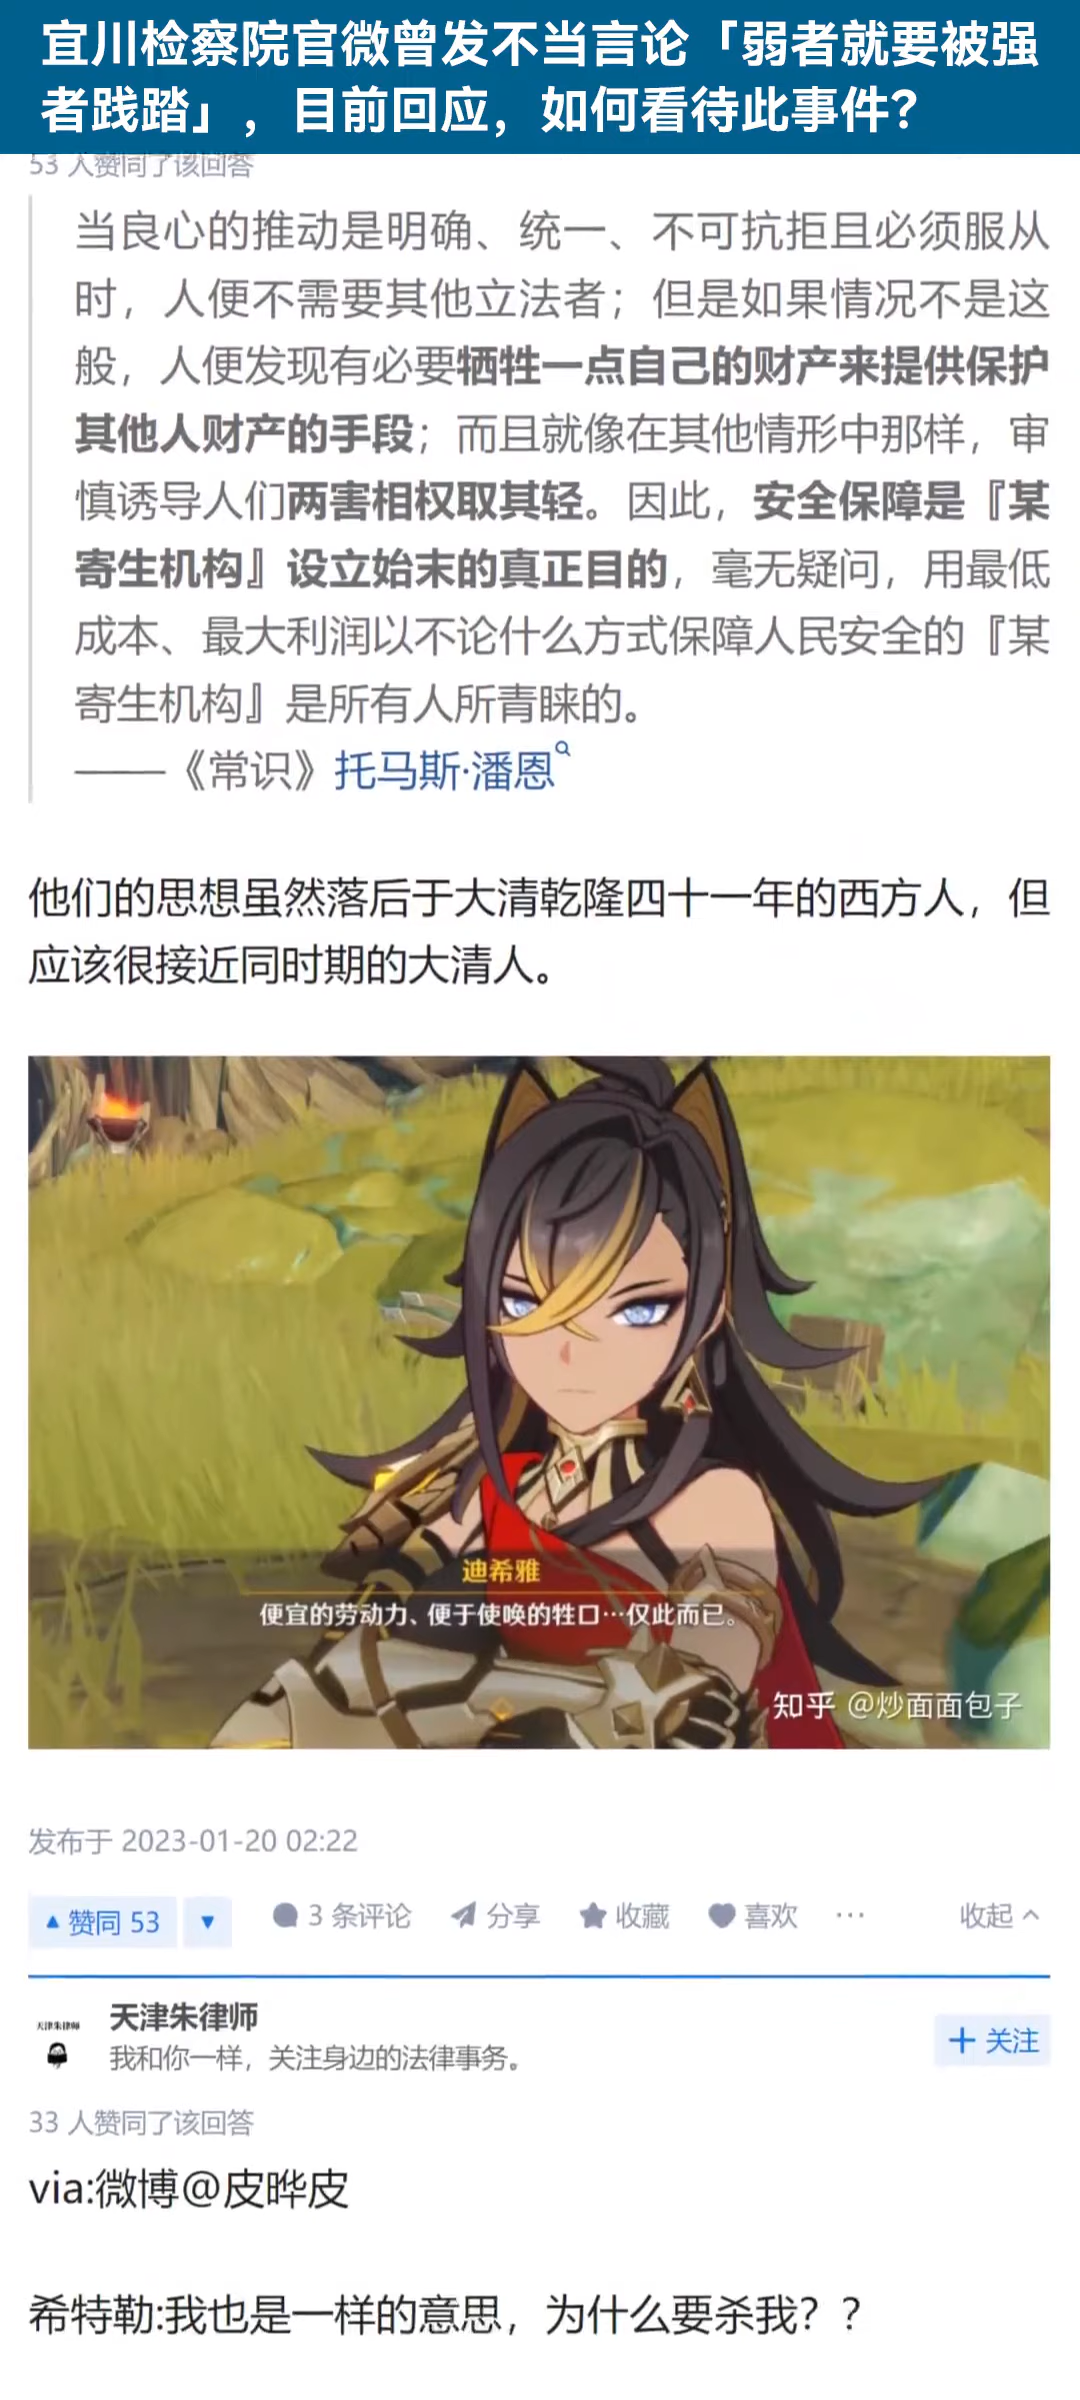 宜川检察院官微曾发不当言论「弱者就要被强
者践踏」，目前回应，如何看待此事件？
53 人赞同了该回答
当良心的推动是明确、统一、不可抗拒且必须服从
时，人便不需要其他立法者；但是如果情况不是这
般，人便发现有必要牺牲一点自己的财产来提供保护
其他人财产的手段；而且就像在其他情形中那样，审
慎诱导人们两害相权取其轻。因此，安全保障是『某
寄生机构』设立始末的真正目的，毫无疑问，用最低
成本、最大利润以不论什么方式保障人民安全的『某
寄生机构』是所有人所青睐的。
——《常识》托马斯·潘恩
他们的思想虽然落后于大清乾隆四十一年的西方人，但
应该很接近同时期的大清人。
迪希雅
便宜的劳动力、便于使唤的牲口…仅此而已。
知乎 @炒面面包子
发布于 2023-01-20 02:22
▲ 赞同 53 ▼ 3 条评论 分享 收藏 喜欢 ··· 收起
天津朱律师
天津朱律师
我和你一样，关注身边的法律事务。
+ 关注
33 人赞同了该回答
via:微博@皮晔皮
希特勒:我也是一样的意思，为什么要杀我？？